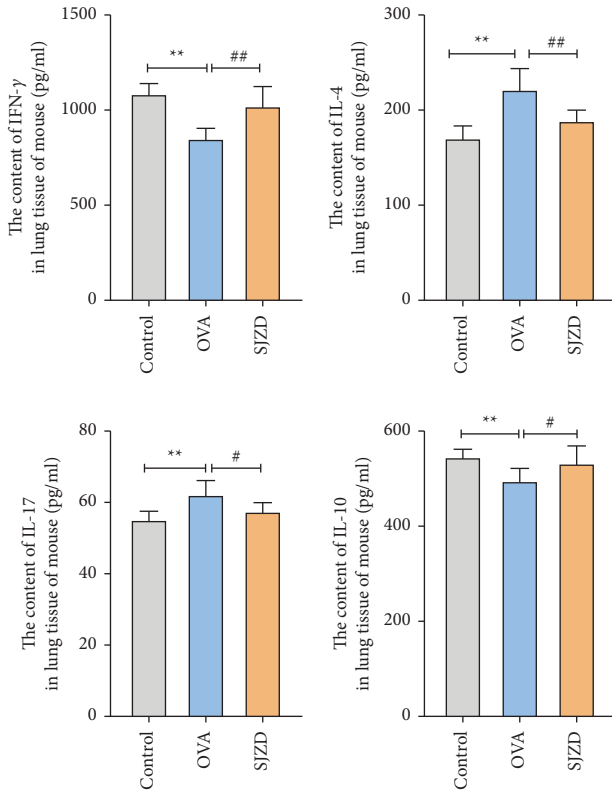 The content of IFN-γ
in lung tissue of mouse (pg/ml)
1500
1000
500
0
**
##
Control
OVA
SJZD
The content of IL-4
in lung tissue of mouse (pg/ml)
300
200
100
0
**
##
Control
OVA
SJZD
The content of IL-17
in lung tissue of mouse (pg/ml)
80
60
40
20
0
**
#
Control
OVA
SJZD
The content of IL-10
in lung tissue of mouse (pg/ml)
600
400
200
0
**
#
Control
OVA
SJZD